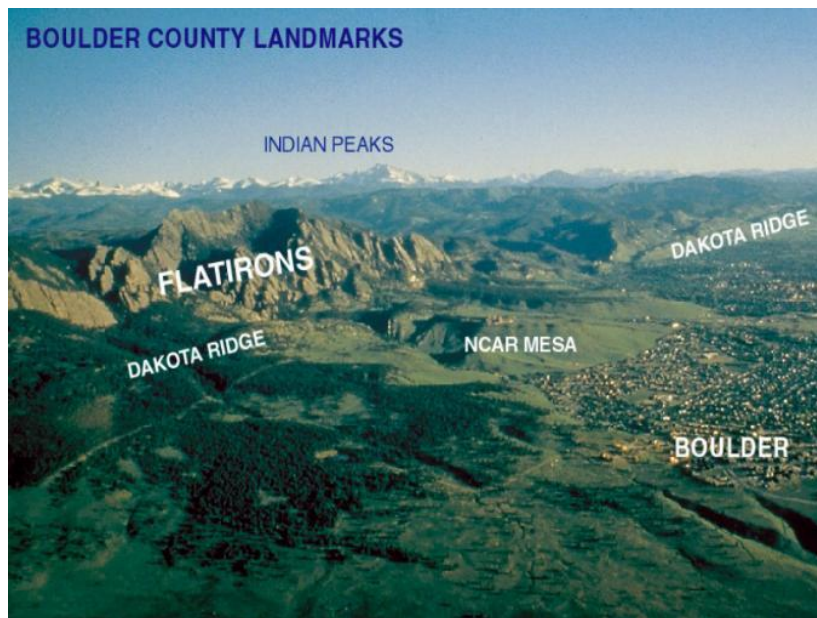 BOULDER COUNTY LANDMARKS
INDIAN PEAKS
DAKOTA RIDGE
FLATIRONS
DAKOTA RIDGE
NCAR MESA
BOULDER